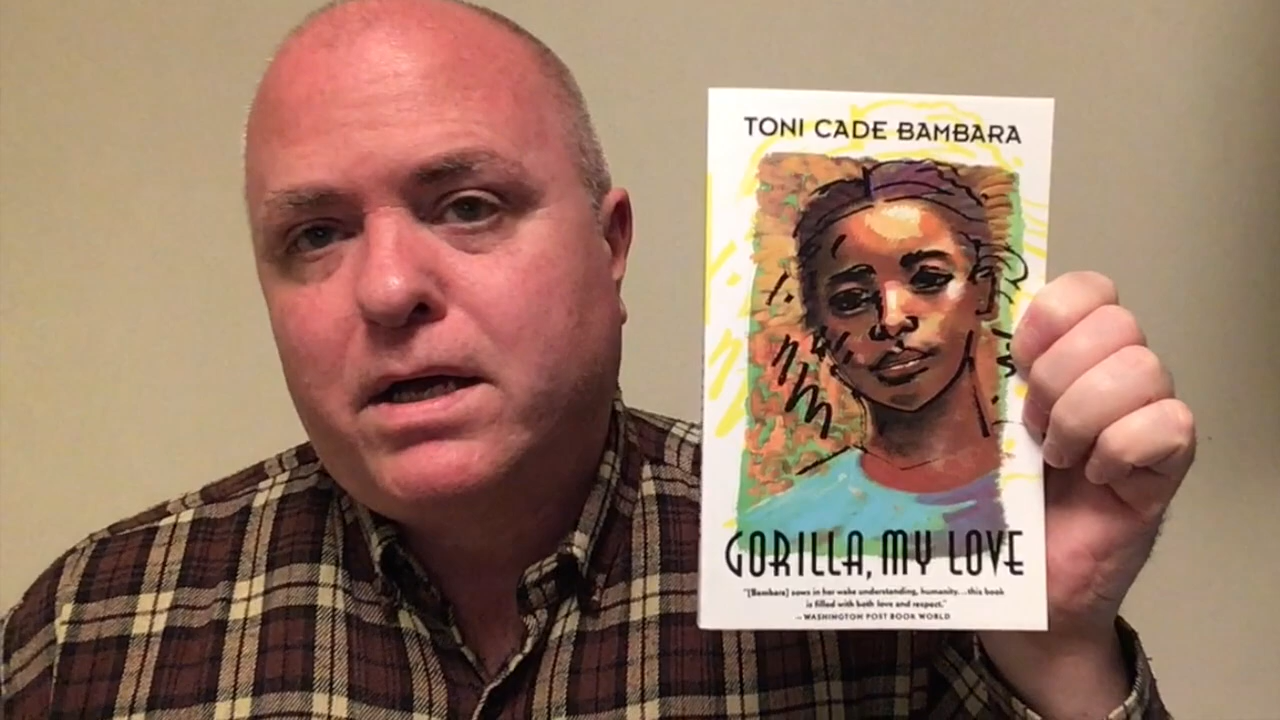 TONI CADE BAMBARA
GORILLA, MY LOVE
"[Bambara] sows in her wake understanding, humanity...this book
is filled with both love and respect."
—WASHINGTON POST BOOK WORLD